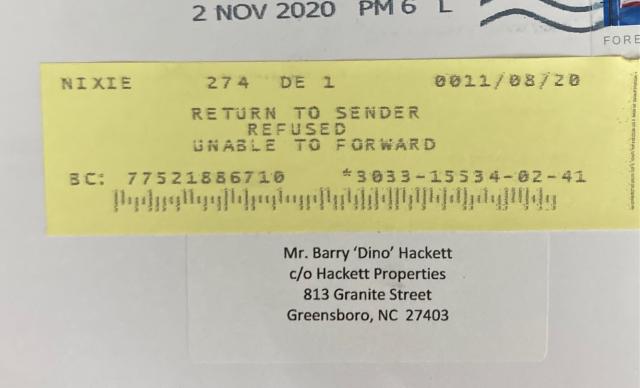 2 NOV 2020 PM 6 L
FORE
NIXIE 274 DE 1 0011/08/20
RETURN TO SENDER
REFUSED
UNABLE TO FORWARD
BC: 77521886710 *3033-15534-02-41
Mr. Barry ‘Dino’ Hackett
c/o Hackett Properties
813 Granite Street
Greensboro, NC 27403